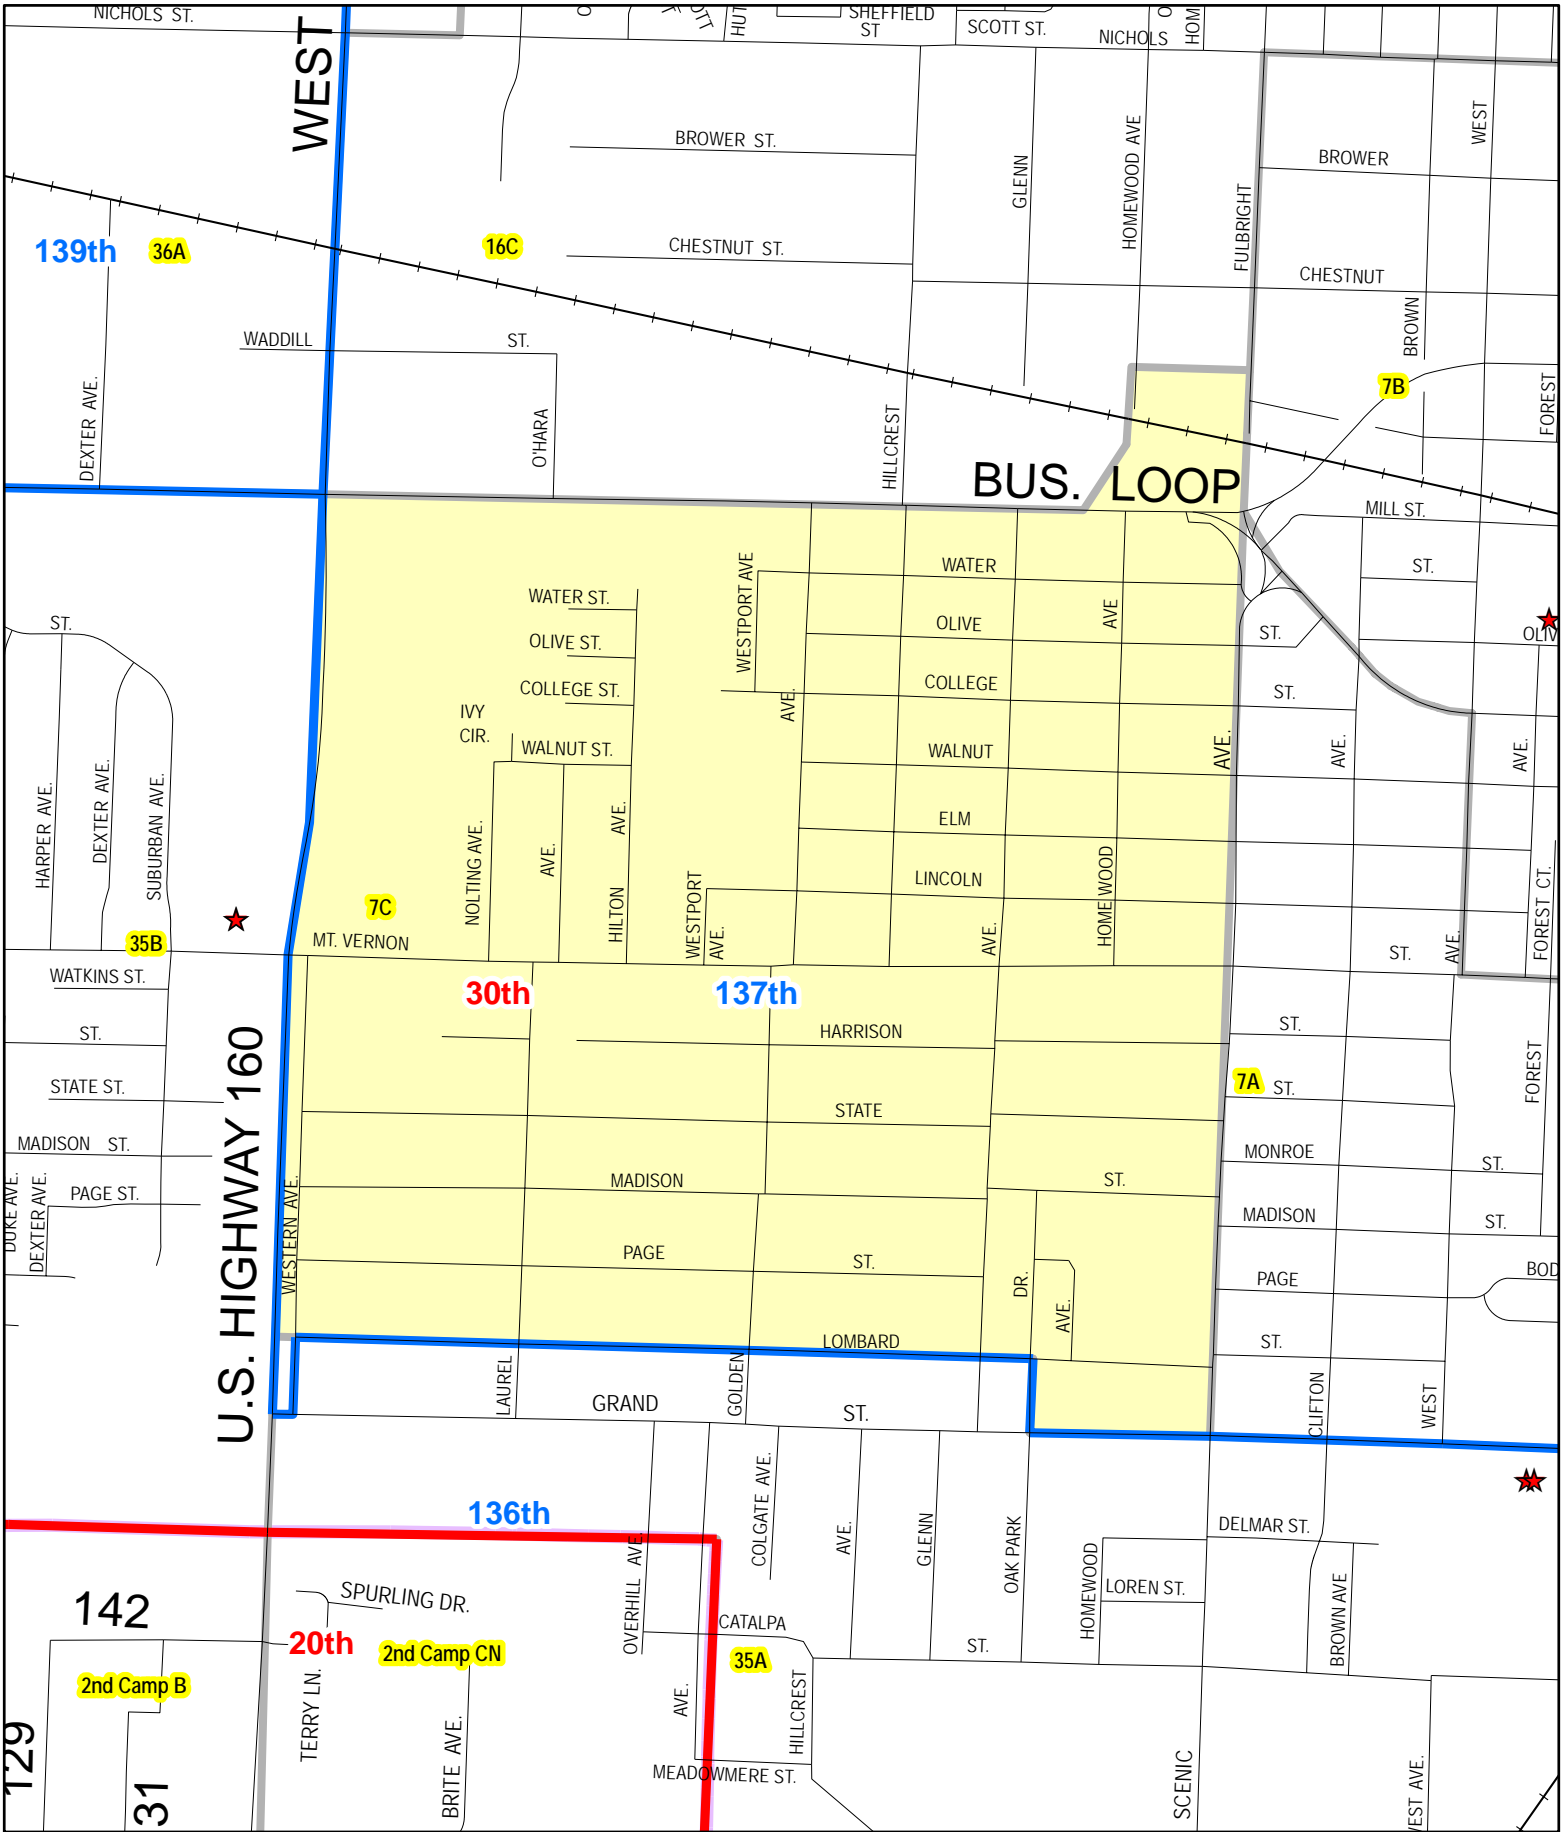 NICHOLS ST.
WEST
SHEFFIELD
ST
SCOTT ST.
NICHOLS
HUT
OTT
HOM
O
O
BROWER ST.
GLENN
HOMEWOOD AVE
FULBRIGHT
BROWER
WEST
139th
36A
16C
CHESTNUT ST.
CHESTNUT
BROWN
WADDILL
ST.
DEXTER AVE.
O'HARA
HILLCREST
7B
FOREST
BUS. LOOP
MILL ST.
WATER
ST.
WESTPORT AVE
WATER ST.
OLIVE
AVE
ST.
OLIV
ST.
OLIVE ST.
COLLEGE
ST.
COLLEGE ST.
AVE.
IVY
CIR.
WALNUT ST.
WALNUT
AVE.
AVE.
AVE.
HARPER AVE.
DEXTER AVE.
SUBURBAN AVE.
NOLTING AVE.
AVE.
AVE.
HILTON
ELM
HOMEWOOD
LINCOLN
WESTPORT
AVE.
AVE.
FOREST CT.
7C
35B
MT. VERNON
ST.
AVE.
WATKINS ST.
30th
137th
ST.
HARRISON
ST.
STATE ST.
STATE
7A
ST.
FOREST
MADISON ST.
MONROE
ST.
DUKE AVE.
DEXTER AVE.
PAGE ST.
WESTERN AVE.
MADISON
ST.
MADISON
ST.
U.S. HIGHWAY 160
PAGE
ST.
DR.
AVE.
PAGE
BOD
LOMBARD
ST.
LAUREL
GOLDEN
GRAND
ST.
CLIFTON
WEST
136th
COLGATE AVE.
OVERHILL AVE.
AVE.
GLENN
OAK PARK
HOMEWOOD
DELMAR ST.
LOREN ST.
BROWN AVE
142
SPURLING DR.
CATALPA
ST.
20th
2nd Camp CN
35A
2nd Camp B
TERRY LN.
BRITE AVE.
AVE.
HILLCREST
MEADOWMERE ST.
129
31
SCENIC
WEST AVE.